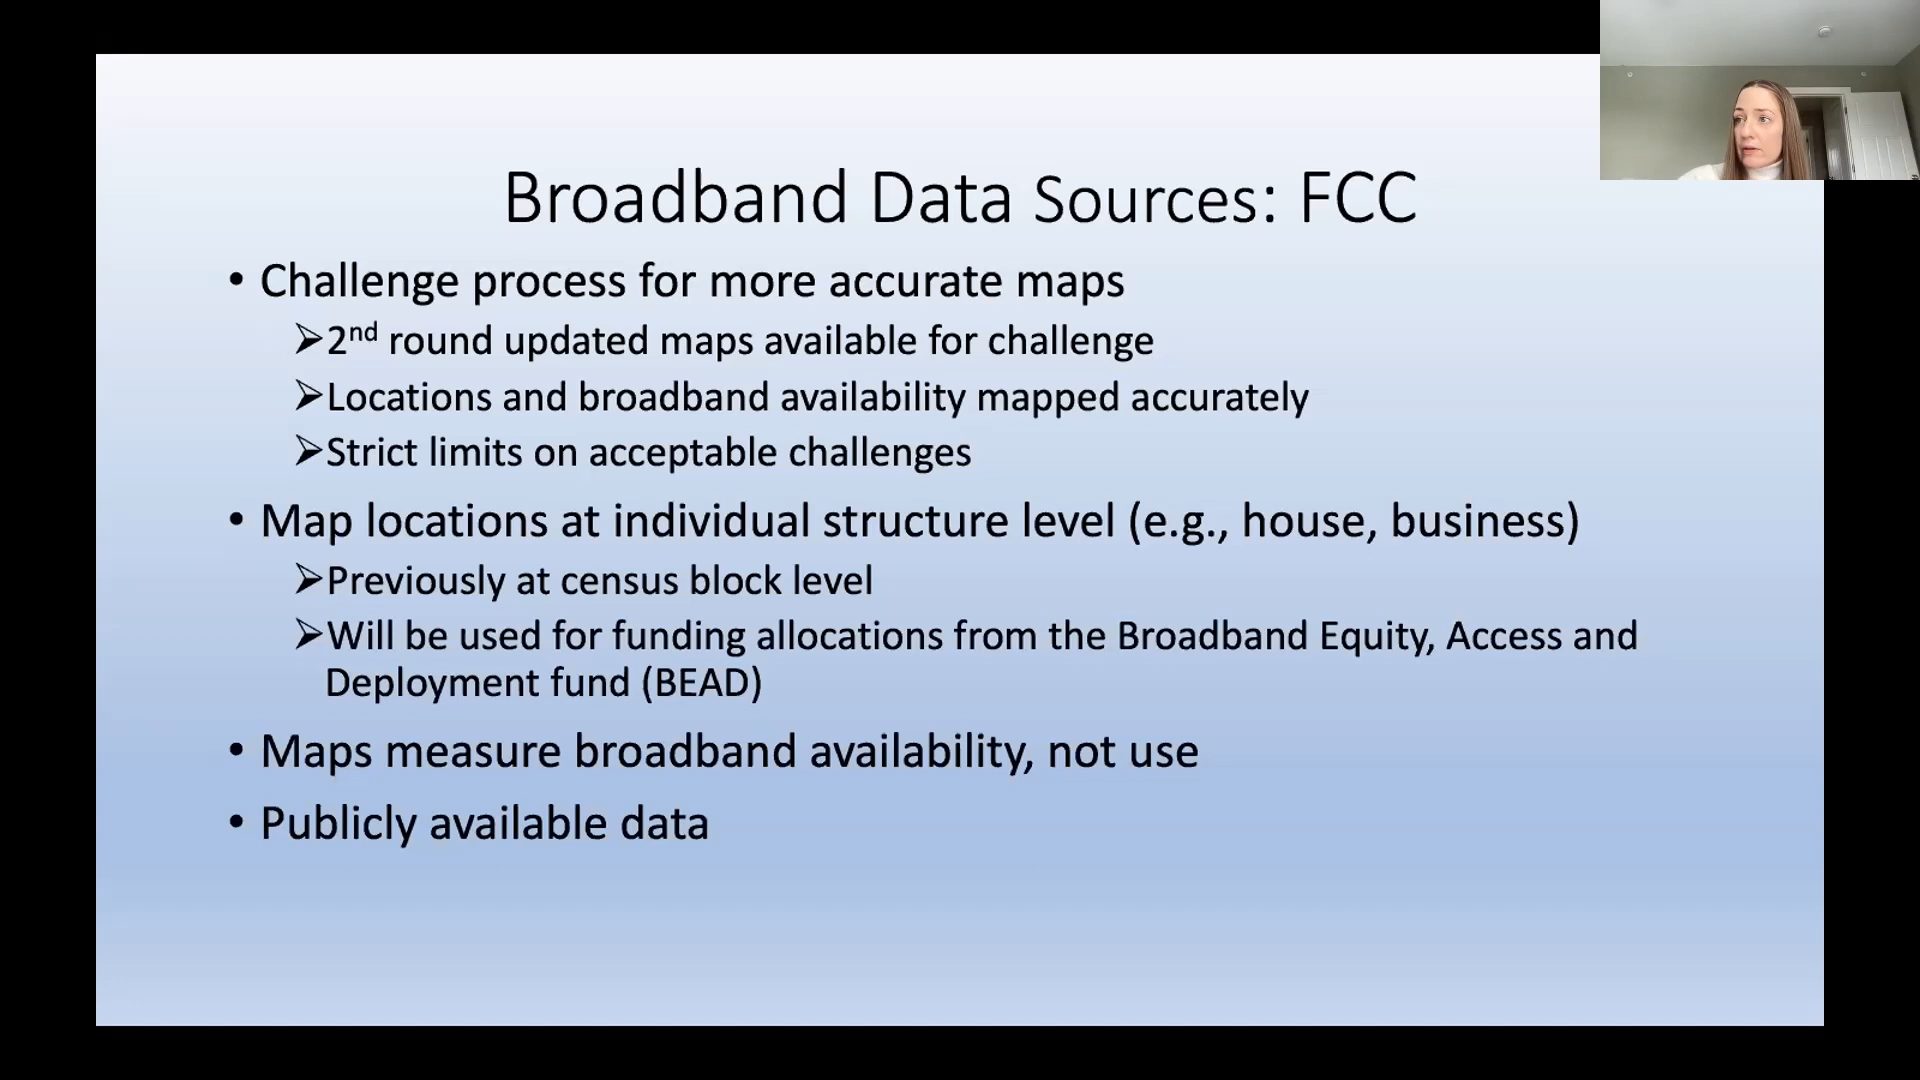 Broadband Data Sources: FCC
• Challenge process for more accurate maps
➢2nd round updated maps available for challenge
➢Locations and broadband availability mapped accurately
➢Strict limits on acceptable challenges
• Map locations at individual structure level (e.g., house, business)
➢Previously at census block level
➢Will be used for funding allocations from the Broadband Equity, Access and
Deployment fund (BEAD)
• Maps measure broadband availability, not use
• Publicly available data